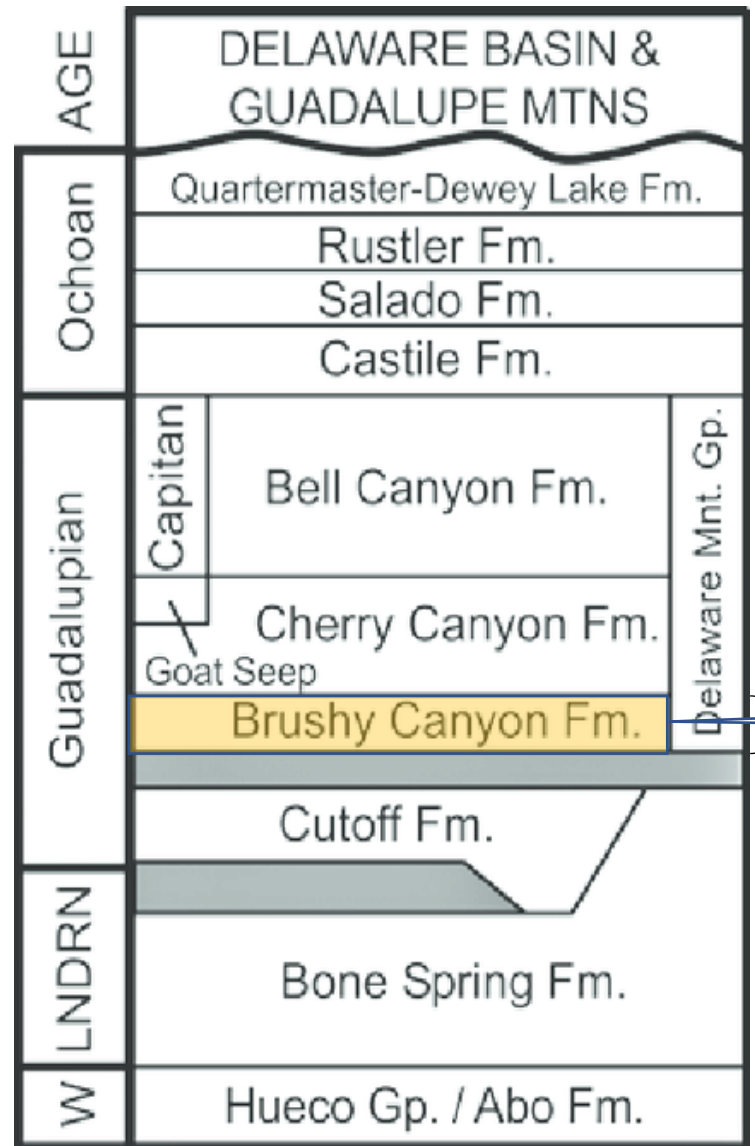 AGE
DELAWARE BASIN &
GUADALUPE MTNS
Ochoan
Quartermaster-Dewey Lake Fm.
Rustler Fm.
Salado Fm.
Castile Fm.
Guadalupian
Capitan
Bell Canyon Fm.
Delaware Mnt. Gp.
Cherry Canyon Fm.
Goat Seep
Brushy Canyon Fm.
Cutoff Fm.
LNDRN
Bone Spring Fm.
W
Hueco Gp. / Abo Fm.